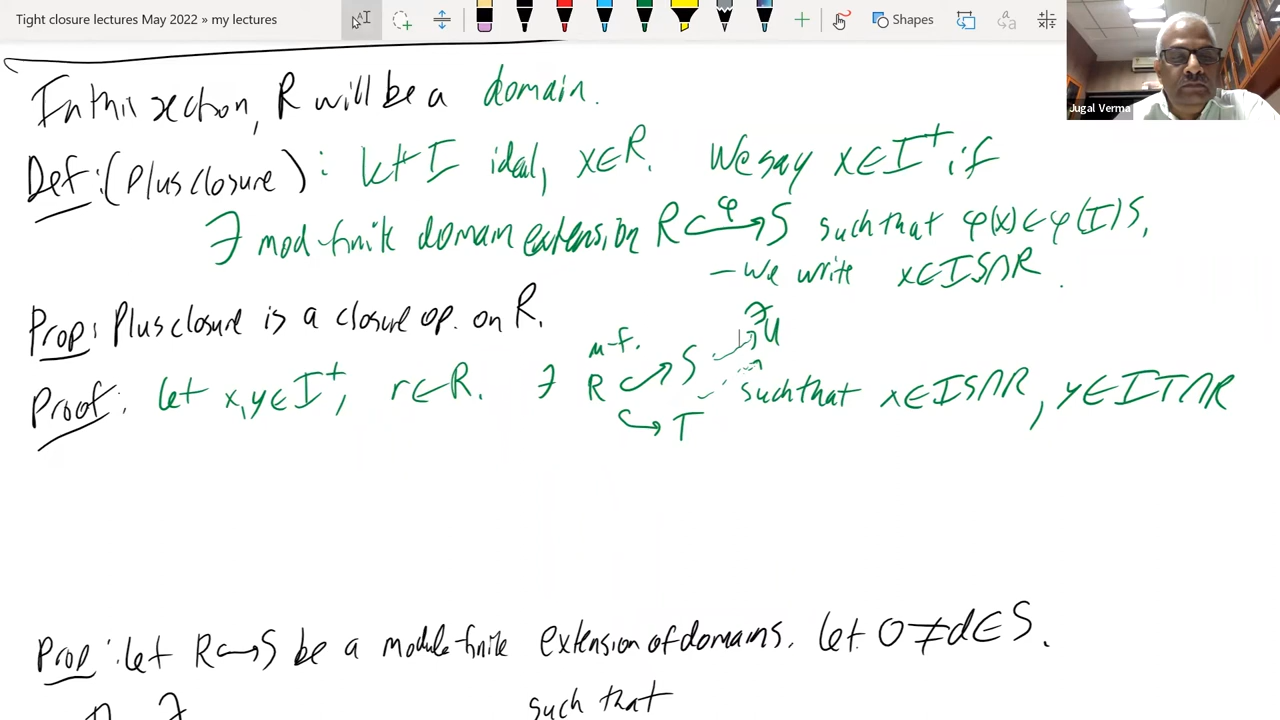 Tight closure lectures May 2022 » my lectures
Shapes
Jugal Verma
In this section, R will be a domain.
Def: (Plus closure): Let I ideal, x∈R. We say x∈I⁺ if
∃ mod-finite domain extension R ↪ S such that φ(x)∈φ(I)S.
φ
– We write x∈IS∩R.
Prop: Plus closure is a closure op. on R.
Proof: let x,y∈I⁺, r∈R. ∃ R ↪ S ⇢ ∃U such that x∈IS∩R, y∈IT∩R
m-f.
↪ T
Prop: Let R↪S be a module-finite extension of domains. Let 0≠d∈S.
∃ such that